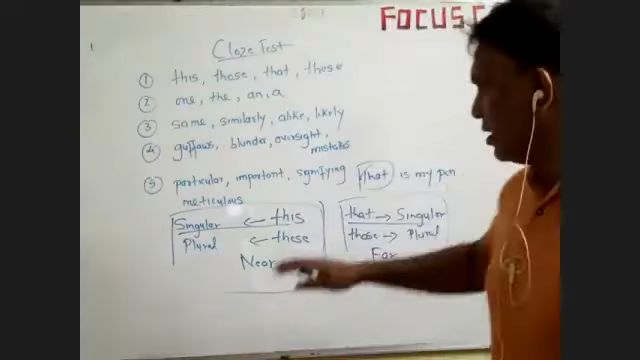 FOCUS C
Cloze Test
① this, those, that, these
② one, the, an, a
③ same, similarly, alike, likely
④ guffaws, blunder, oversight, mistakes
⑤ particular, important, signifying
meticulous
That is my pen
Singular ← this
Plural ← these
Near
that → Singular
those → Plural
Far